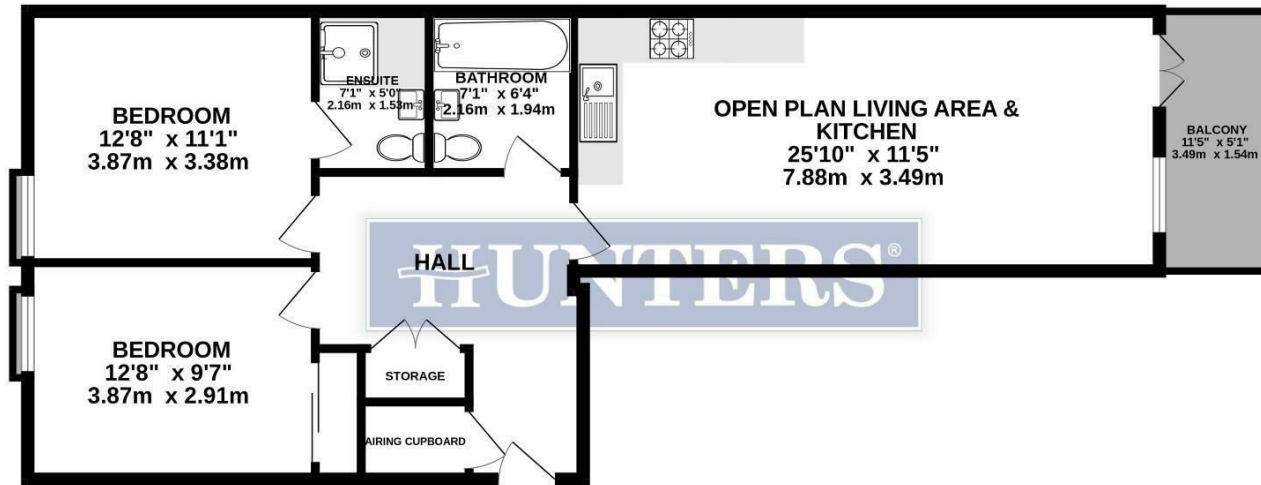 BEDROOM
12'8" x 11'1"
3.87m x 3.38m
ENSUITE
7'1" x 5'0"
2.16m x 1.53m
BATHROOM
7'1" x 6'4"
2.16m x 1.94m
OPEN PLAN LIVING AREA &
KITCHEN
25'10" x 11'5"
7.88m x 3.49m
BALCONY
11'5" x 5'1"
3.49m x 1.54m
HALL
HUNTERS®
BEDROOM
12'8" x 9'7"
3.87m x 2.91m
STORAGE
AIRING CUPBOARD